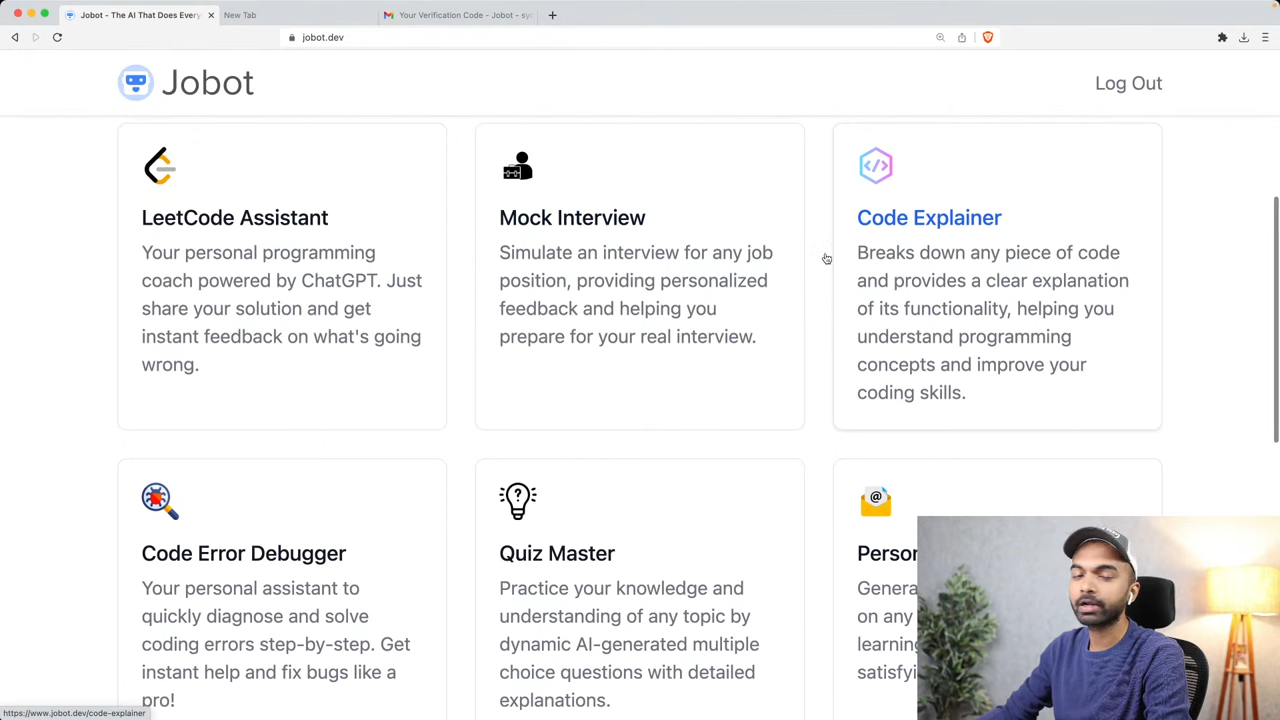 Jobot - The AI That Does Every
New Tab
Your Verification Code - Jobot - sy
jobot.dev
Jobot
Log Out
LeetCode Assistant
Your personal programming
coach powered by ChatGPT. Just
share your solution and get
instant feedback on what's going
wrong.
Mock Interview
Simulate an interview for any job
position, providing personalized
feedback and helping you
prepare for your real interview.
Code Explainer
Breaks down any piece of code
and provides a clear explanation
of its functionality, helping you
understand programming
concepts and improve your
coding skills.
Code Error Debugger
Your personal assistant to
quickly diagnose and solve
coding errors step-by-step. Get
instant help and fix bugs like a
pro!
Quiz Master
Practice your knowledge and
understanding of any topic by
dynamic AI-generated multiple
choice questions with detailed
explanations.
Person
Genera
on any
learning
satisfyi
https://www.jobot.dev/code-explainer